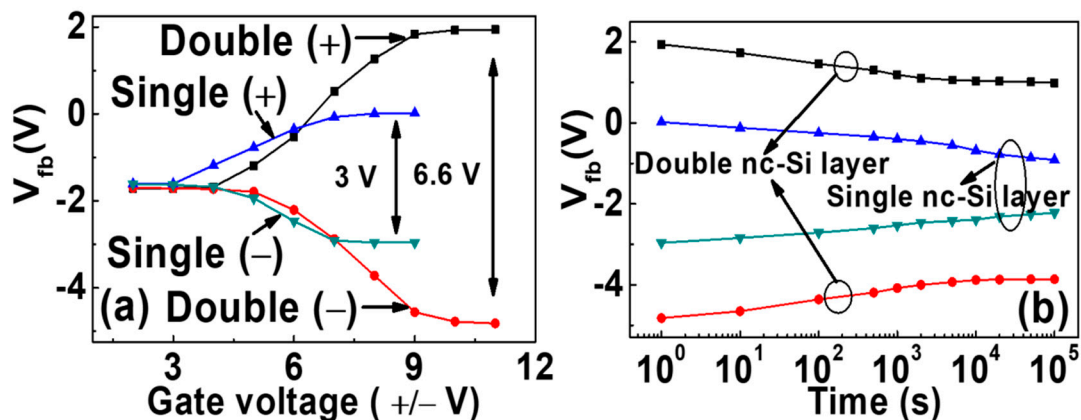 2
0
-2
-4
V_fb(V)
Double (+)
Single (+)
3 V
6.6 V
Single (−)
(a)
Double (−)
3
6
9
12
Gate voltage ( +/− V)
2
0
-2
-4
V_fb(V)
Double nc-Si layer
Single nc-Si layer
(b)
10^0
10^1
10^2
10^3
10^4
10^5
Time (s)